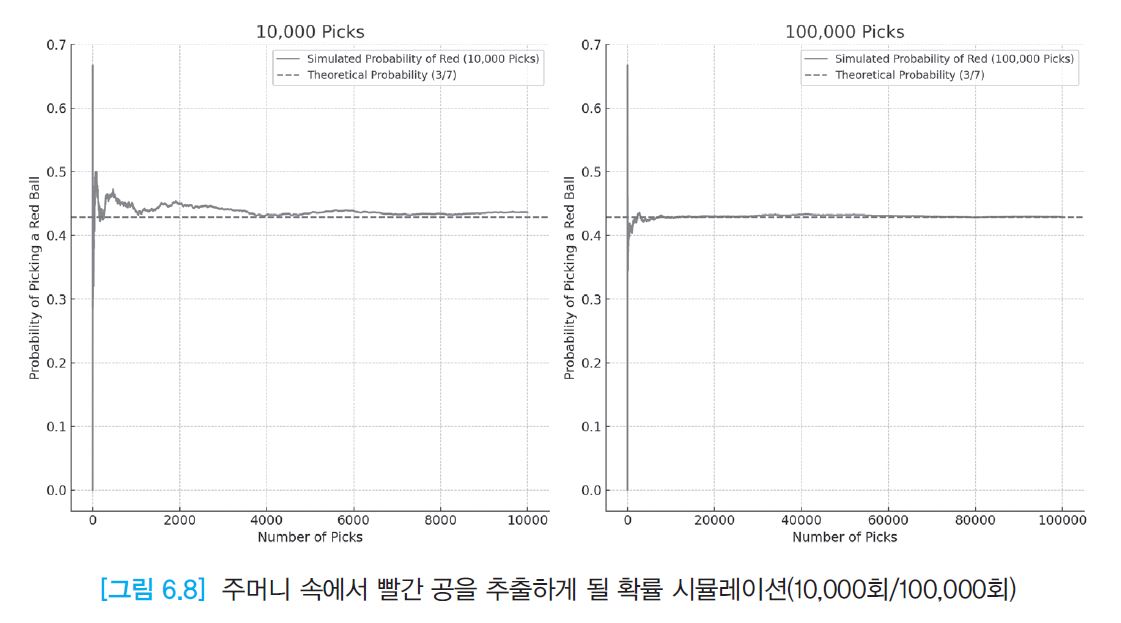 10,000 Picks
0.7
0.6
0.5
0.4
0.3
0.2
0.1
0.0
Probability of Picking a Red Ball
Simulated Probability of Red (10,000 Picks)
Theoretical Probability (3/7)
0 2000 4000 6000 8000 10000
Number of Picks
100,000 Picks
0.7
0.6
0.5
0.4
0.3
0.2
0.1
0.0
Probability of Picking a Red Ball
Simulated Probability of Red (100,000 Picks)
Theoretical Probability (3/7)
0 20000 40000 60000 80000 100000
Number of Picks
[그림 6.8] 주머니 속에서 빨간 공을 추출하게 될 확률 시뮬레이션(10,000회/100,000회)